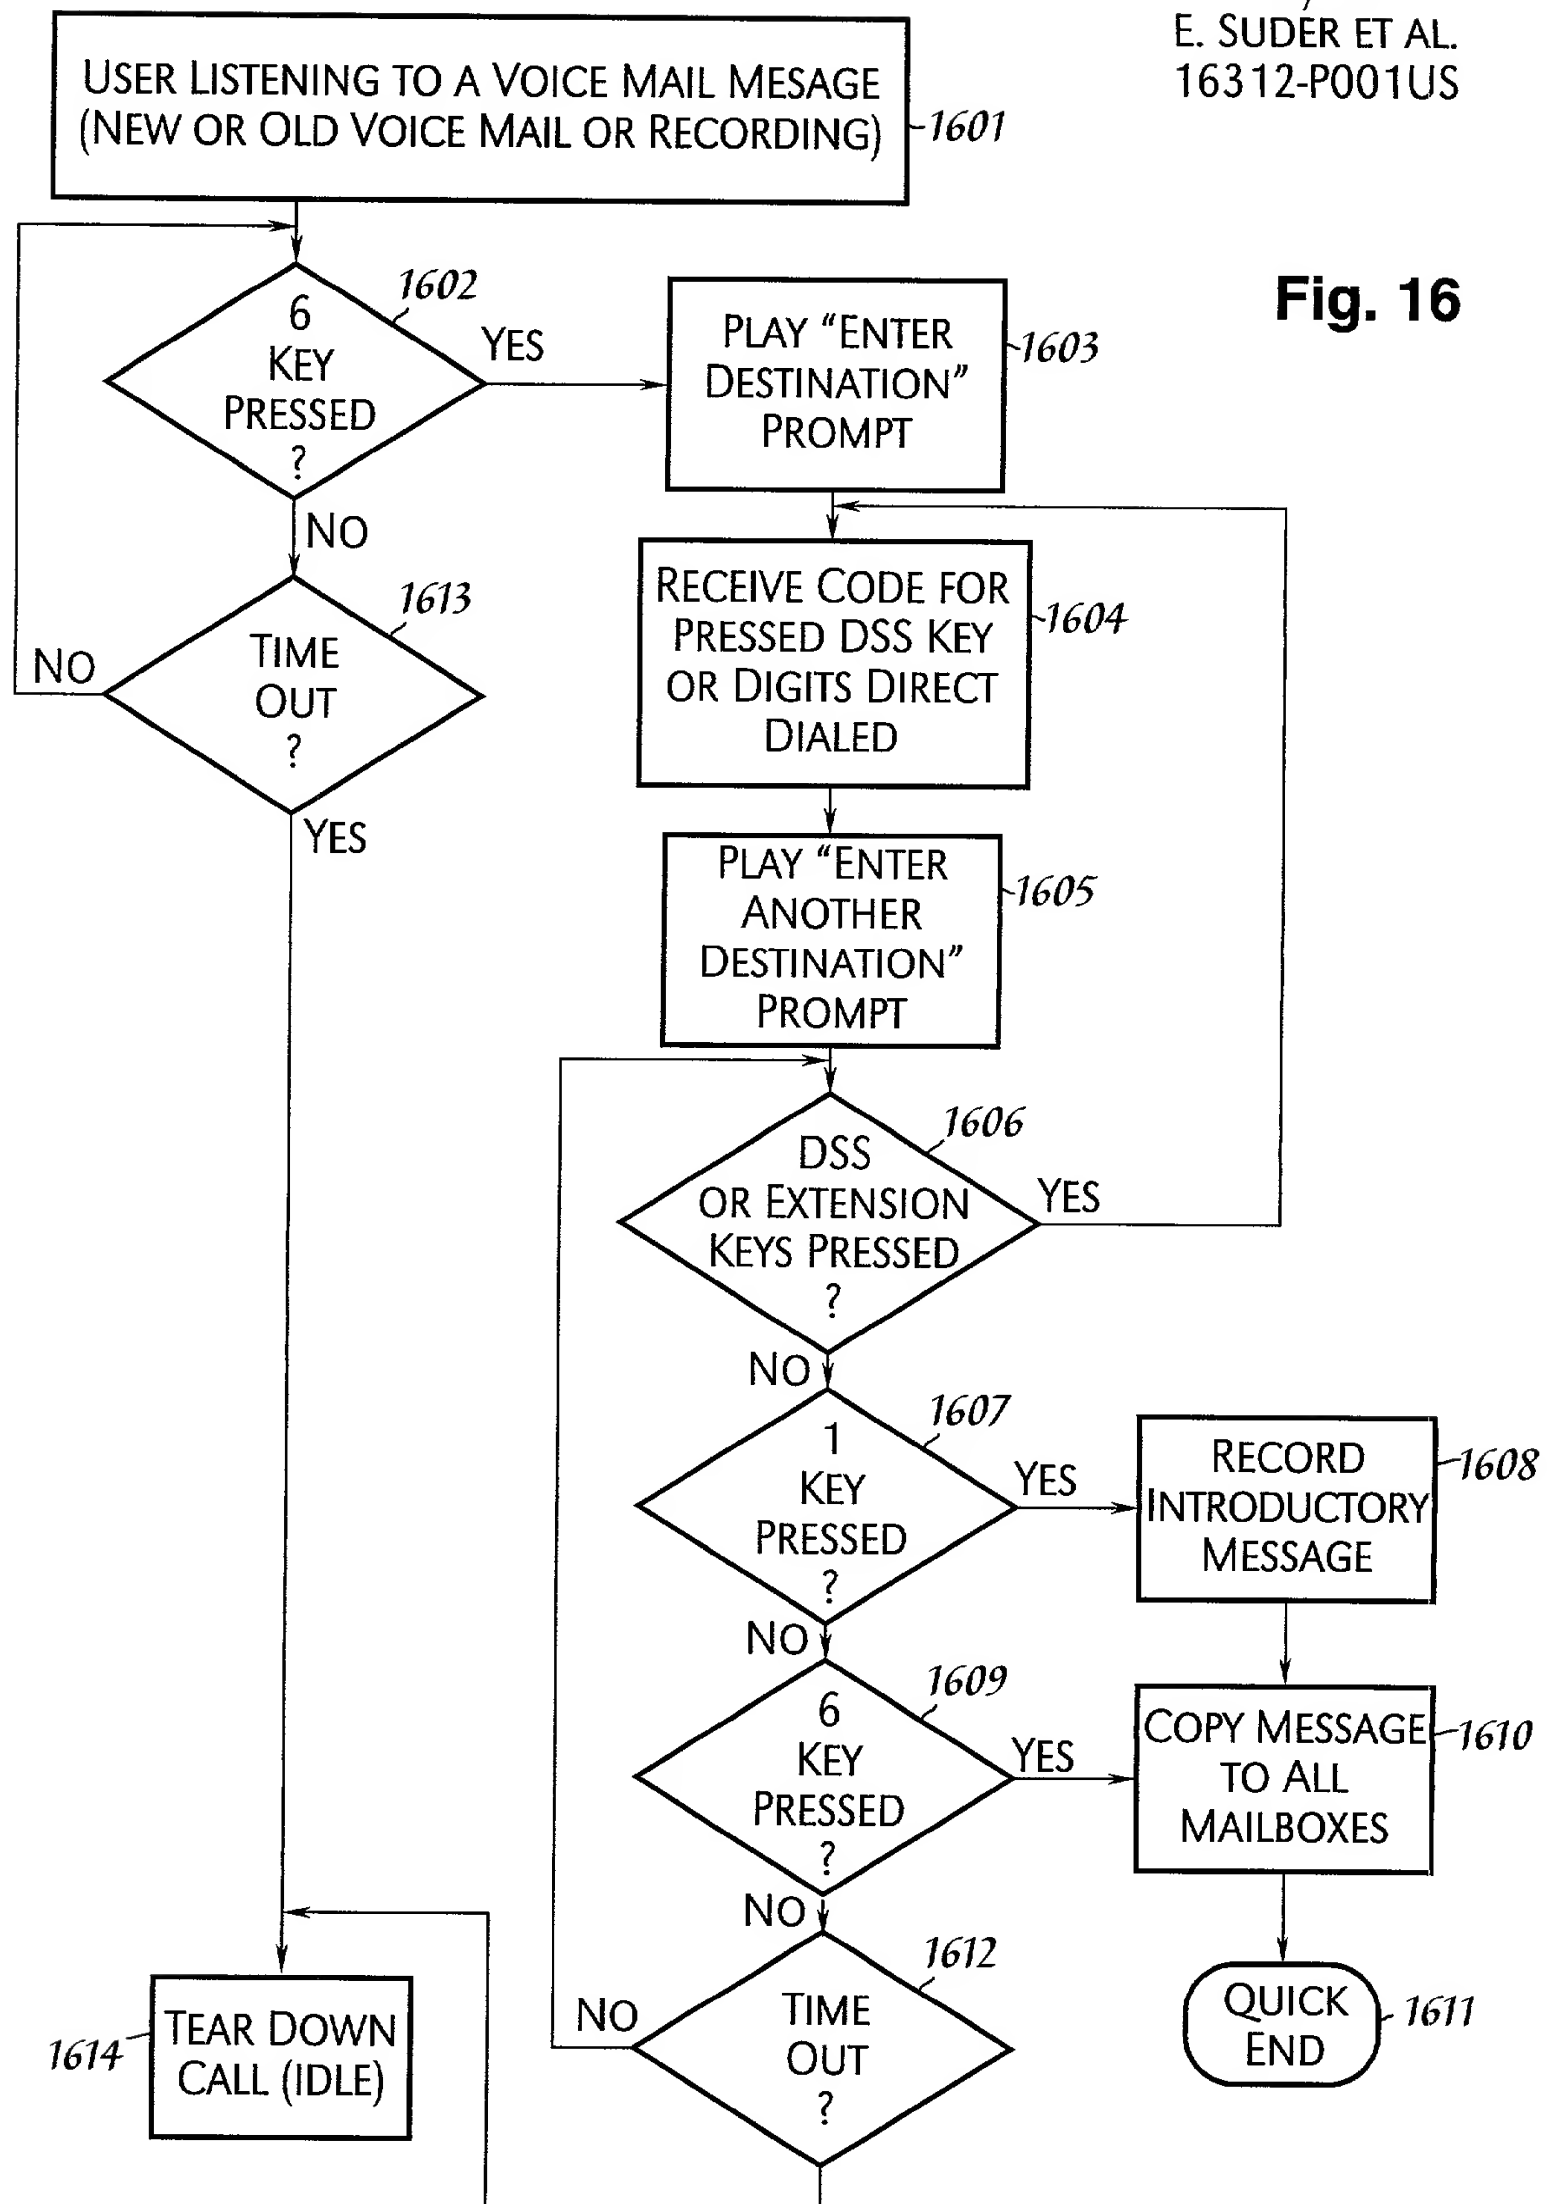 E. SUDER ET AL.
16312-P001US
USER LISTENING TO A VOICE MAIL MESAGE
(NEW OR OLD VOICE MAIL OR RECORDING)
1601
Fig. 16
6
KEY
PRESSED
?
1602
YES
NO
PLAY “ENTER
DESTINATION”
PROMPT
1603
TIME
OUT
?
1613
NO
YES
RECEIVE CODE FOR
PRESSED DSS KEY
OR DIGITS DIRECT
DIALED
1604
PLAY “ENTER
ANOTHER
DESTINATION”
PROMPT
1605
DSS
OR EXTENSION
KEYS PRESSED
?
1606
YES
NO
1
KEY
PRESSED
?
1607
YES
NO
RECORD
INTRODUCTORY
MESSAGE
1608
6
KEY
PRESSED
?
1609
YES
NO
COPY MESSAGE
TO ALL
MAILBOXES
1610
TIME
OUT
?
1612
NO
QUICK
END
1611
TEAR DOWN
CALL (IDLE)
1614